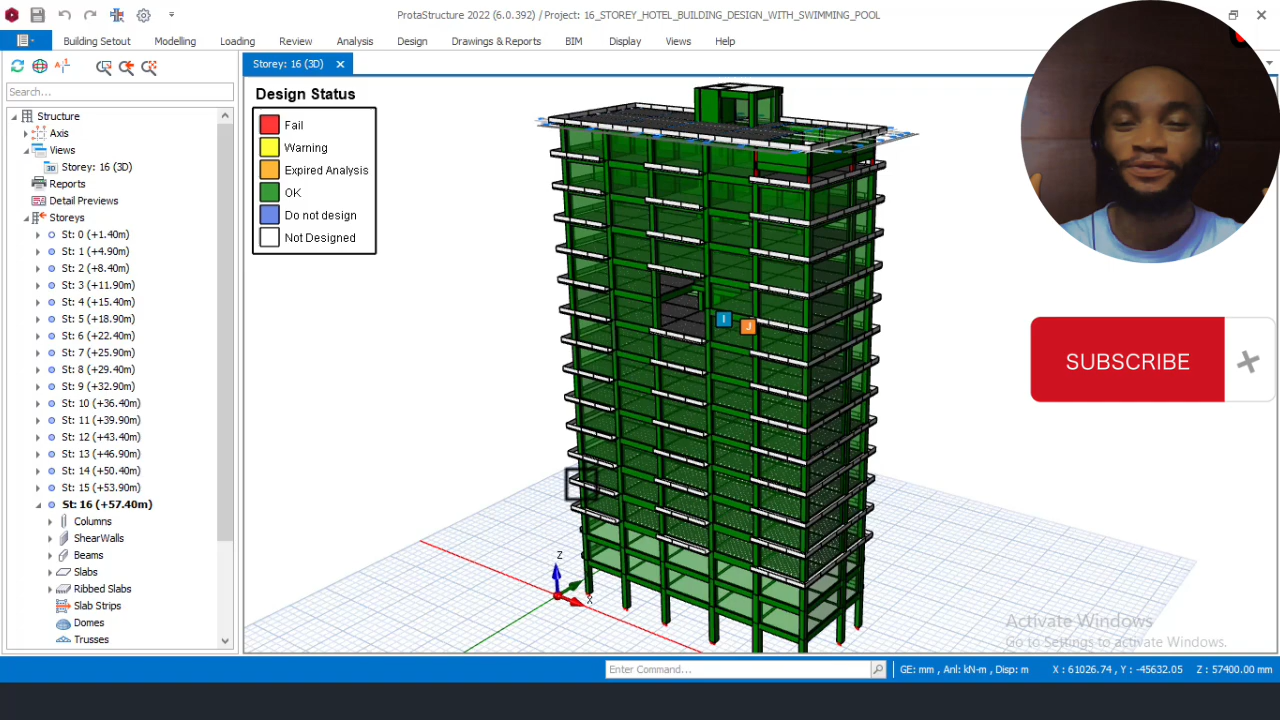 ProtaStructure 2022 (6.0.392) / Project: 16_STOREY_HOTEL_BUILDING_DESIGN_WITH_SWIMMING_POOL
Building Setout Modelling Loading Review Analysis Design Drawings & Reports BIM Display Views Help
Storey: 16 (3D)
Search...
Structure
Axis
Views
Storey: 16 (3D)
Reports
Detail Previews
Storeys
St: 0 (+1.40m)
St: 1 (+4.90m)
St: 2 (+8.40m)
St: 3 (+11.90m)
St: 4 (+15.40m)
St: 5 (+18.90m)
St: 6 (+22.40m)
St: 7 (+25.90m)
St: 8 (+29.40m)
St: 9 (+32.90m)
St: 10 (+36.40m)
St: 11 (+39.90m)
St: 12 (+43.40m)
St: 13 (+46.90m)
St: 14 (+50.40m)
St: 15 (+53.90m)
St: 16 (+57.40m)
Columns
ShearWalls
Beams
Slabs
Ribbed Slabs
Slab Strips
Domes
Trusses
Design Status
Fail
Warning
Expired Analysis
OK
Do not design
Not Designed
I
J
Z
X
SUBSCRIBE
Activate Windows
Go to Settings to activate Windows.
Enter Command...
GE: mm , Anl: kN-m , Disp: m
X : 61026.74 , Y : -45632.05
Z : 57400.00 mm